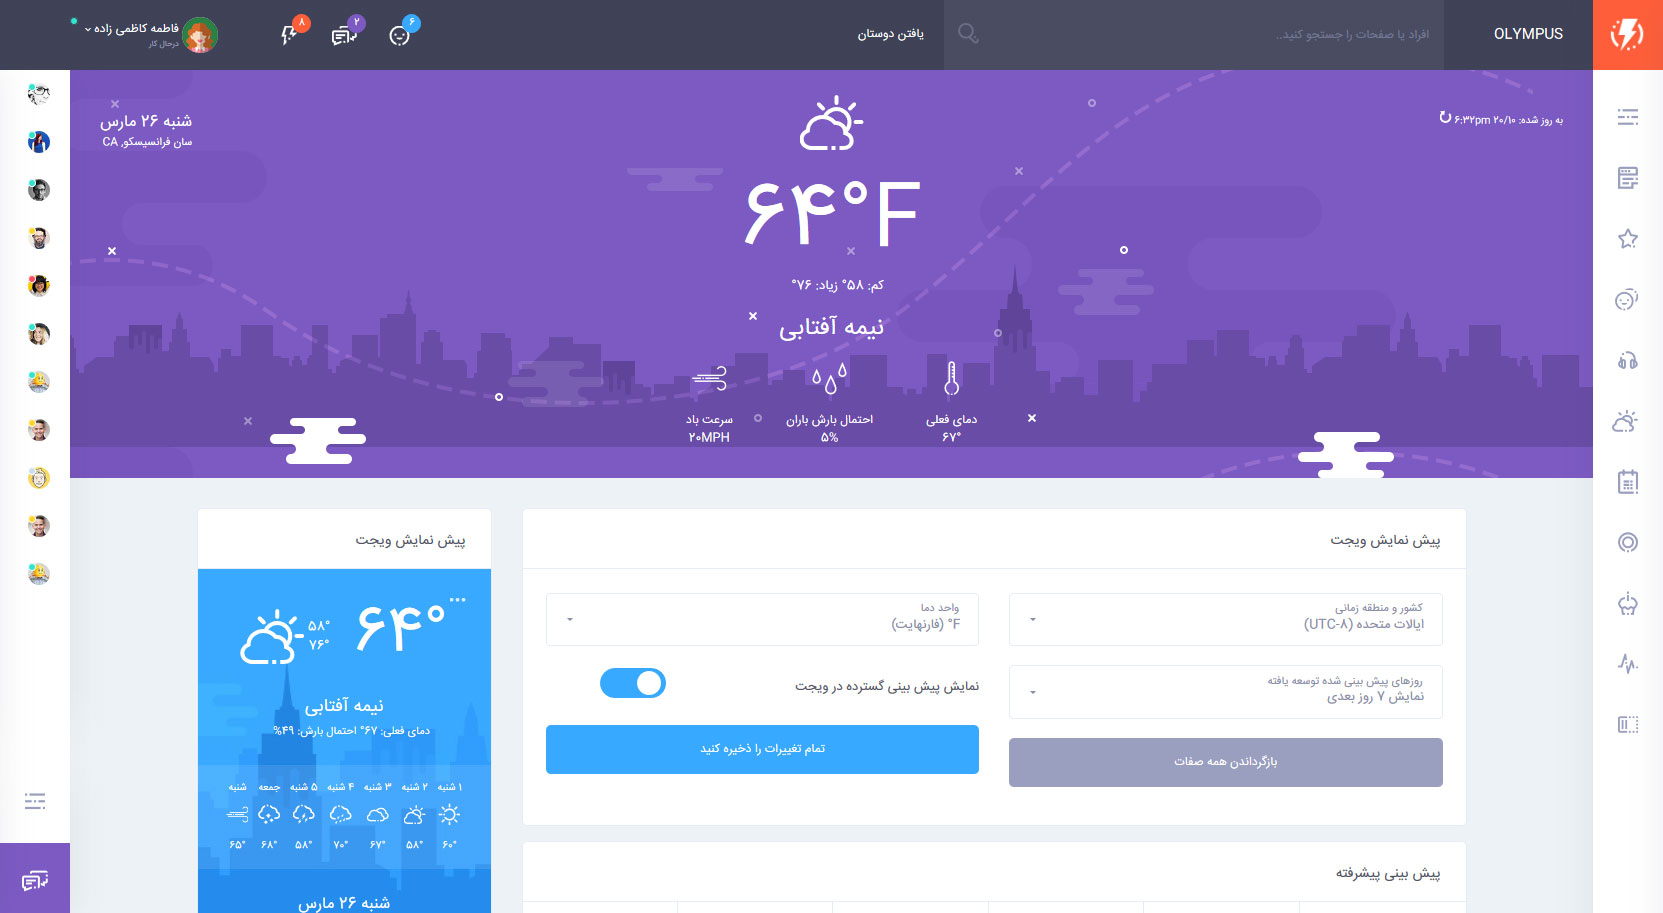 OLYMPUS
افراد یا صفحات را جستجو کنید..
یافتن دوستان
۶
۲
۸
فاطمه کاظمی زاده
درحال کار
به روز شده: ۲۰/۱۰ ۶:۳۲pm
شنبه ۲۶ مارس
سان فرانسیسکو, CA
۶۴°F
کم: ۵۸° زیاد: ۷۶°
نیمه آفتابی
دمای فعلی
۶۷°
احتمال بارش باران
۵%
سرعت باد
۲۰MPH
پیش نمایش ویجت
کشور و منطقه زمانی
ایالات متحده (UTC-۸)
واحد دما
F° (فارنهایت)
روزهای پیش بینی شده توسعه یافته
نمایش ۷ روز بعدی
نمایش پیش بینی گسترده در ویجت
بازگرداندن همه صفات
تمام تغییرات را ذخیره کنید
پیش بینی پیشرفته
پیش نمایش ویجت
۶۴°
۵۸°
۷۶°
نیمه آفتابی
دمای فعلی: ۶۷° احتمال بارش: ۴۹%
۱ شنبه ۲ شنبه ۳ شنبه ۴ شنبه ۵ شنبه جمعه شنبه
۶۰° ۵۸° ۶۷° ۷۰° ۵۸° ۶۸° ۶۵°
شنبه ۲۶ مارس